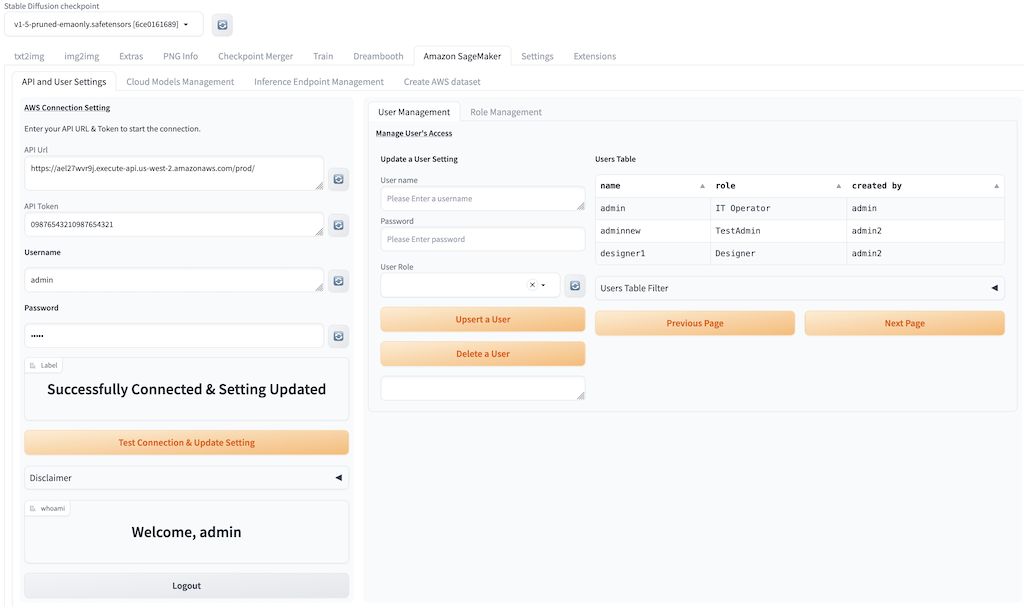 Stable Diffusion checkpoint
v1-5-pruned-emaonly.safetensors [6ce0161689]
txt2img img2img Extras PNG Info Checkpoint Merger Train Dreambooth Amazon SageMaker Settings Extensions
API and User Settings Cloud Models Management Inference Endpoint Management Create AWS dataset
AWS Connection Setting
Enter your API URL & Token to start the connection.
API Url
https://ael27wvr9j.execute-api.us-west-2.amazonaws.com/prod/
API Token
09876543210987654321
Username
admin
Password
•••••
Label
Successfully Connected & Setting Updated
Test Connection & Update Setting
Disclaimer
whoami
Welcome, admin
Logout
User Management Role Management
Manage User's Access
Update a User Setting
User name
Please Enter a username
Password
Please Enter password
User Role
Upsert a User
Delete a User
Users Table
name role created by
admin IT Operator admin
adminnew TestAdmin admin2
designer1 Designer admin2
Users Table Filter
Previous Page Next Page